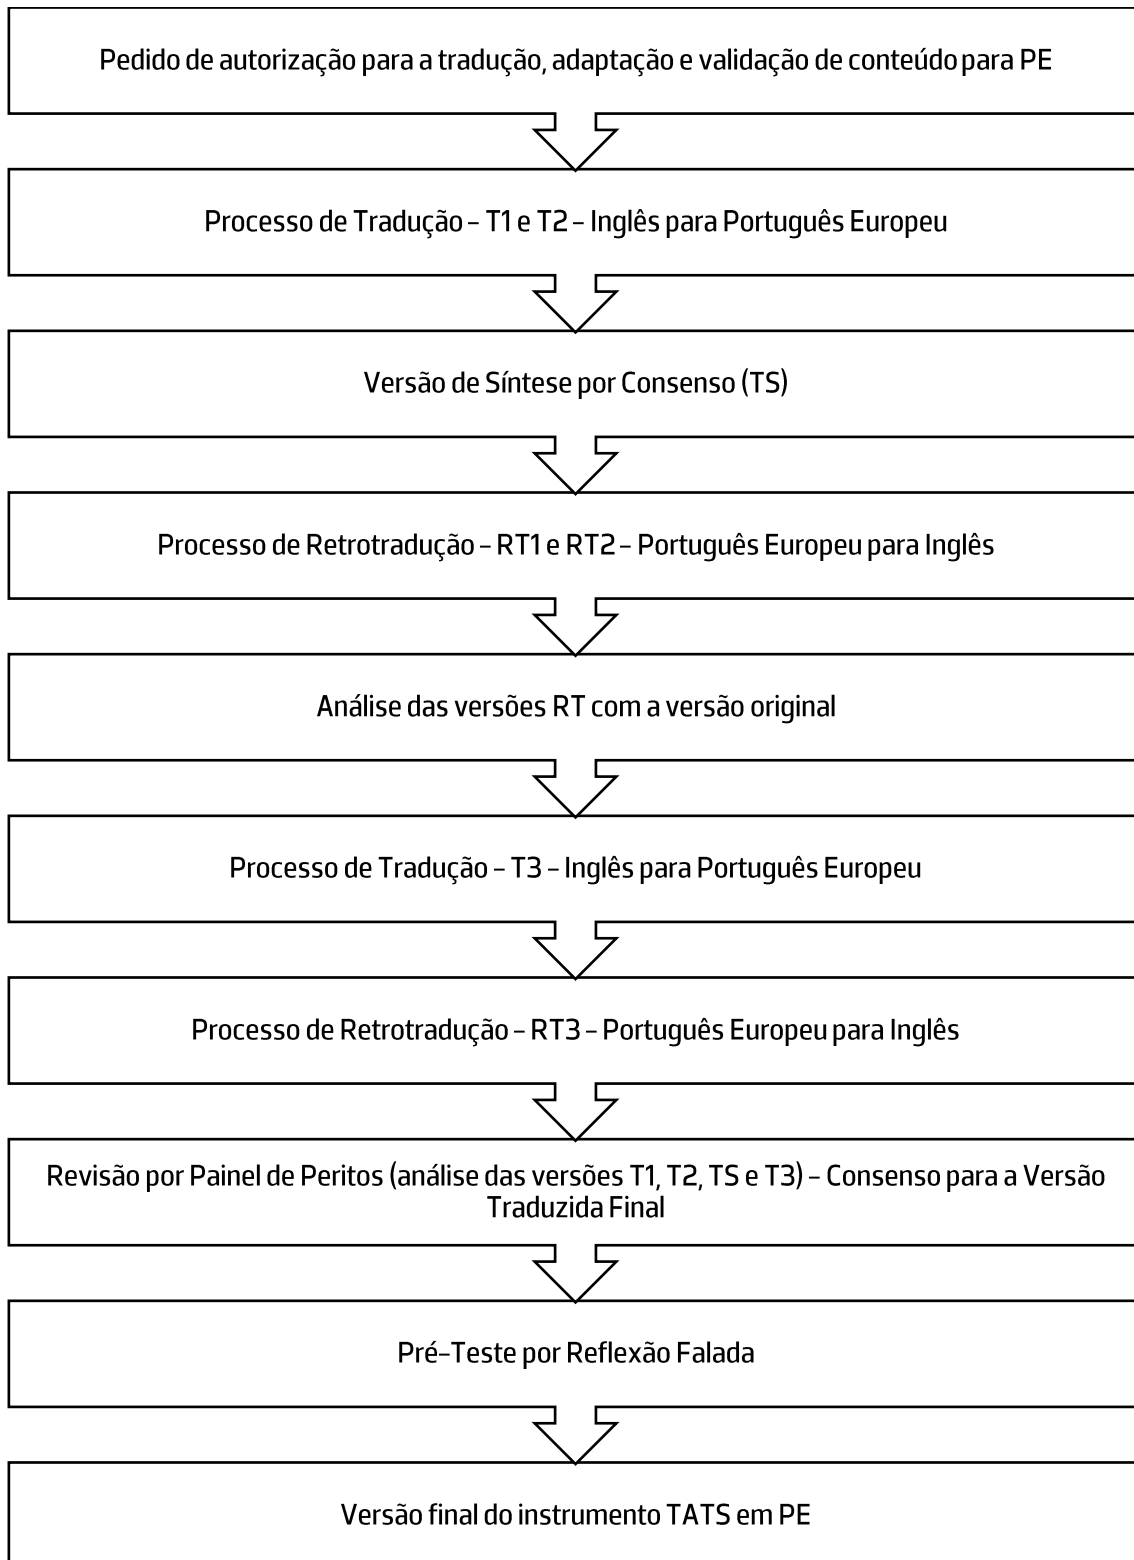 Pedido de autorização para a tradução, adaptação e validação de conteúdo para PE
Processo de Tradução – T1 e T2 – Inglês para Português Europeu
Versão de Síntese por Consenso (TS)
Processo de Retrotradução – RT1 e RT2 – Português Europeu para Inglês
Análise das versões RT com a versão original
Processo de Tradução – T3 – Inglês para Português Europeu
Processo de Retrotradução – RT3 – Português Europeu para Inglês
Revisão por Painel de Peritos (análise das versões T1, T2, TS e T3) – Consenso para a Versão
Traduzida Final
Pré-Teste por Reflexão Falada
Versão final do instrumento TATS em PE